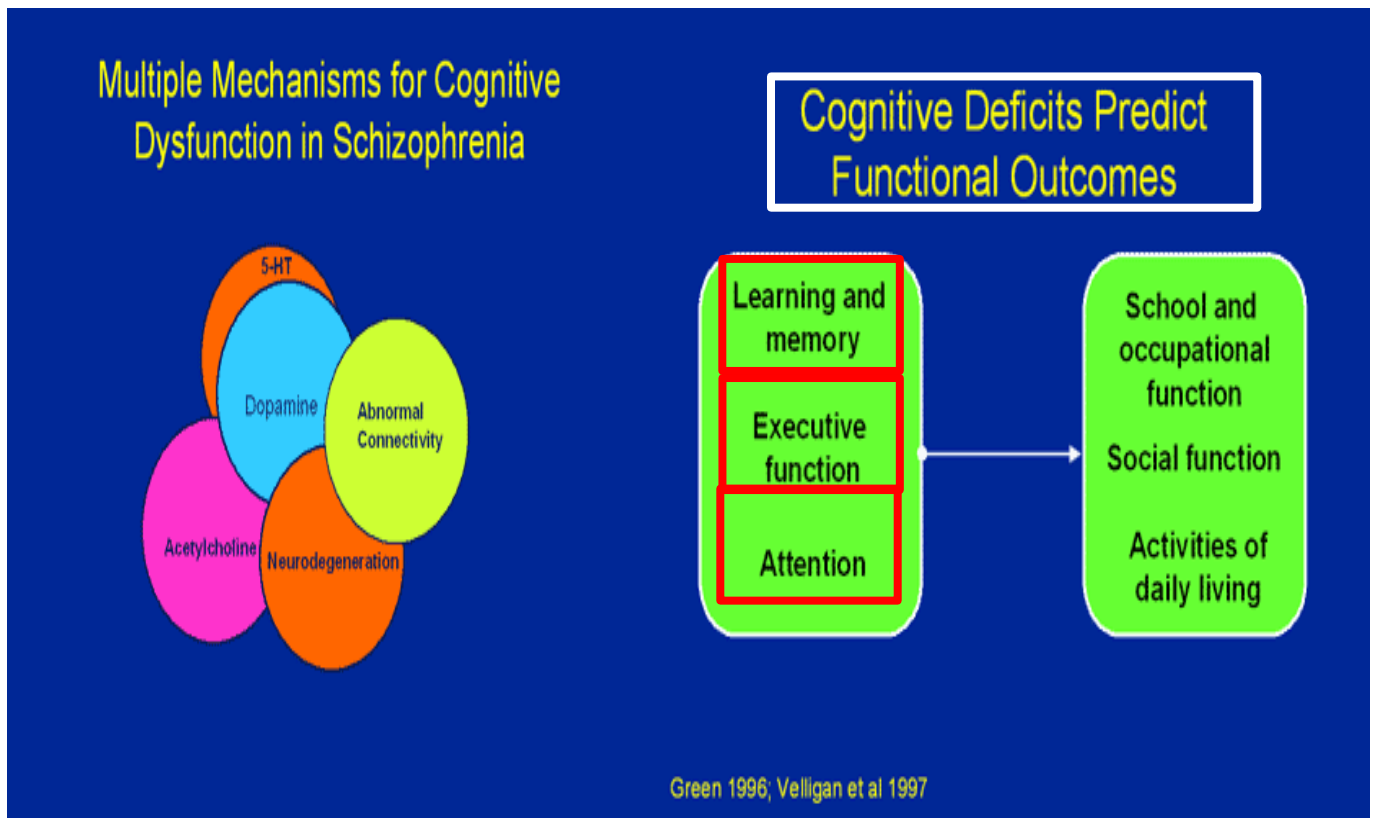 Multiple Mechanisms for Cognitive
Dysfunction in Schizophrenia
5-HT
Dopamine
Abnormal
Connectivity
Acetylcholine
Neurodegeneration
Cognitive Deficits Predict
Functional Outcomes
Learning and
memory
Executive
function
Attention
School and
occupational
function
Social function
Activities of
daily living
Green 1996; Velligan et al 1997